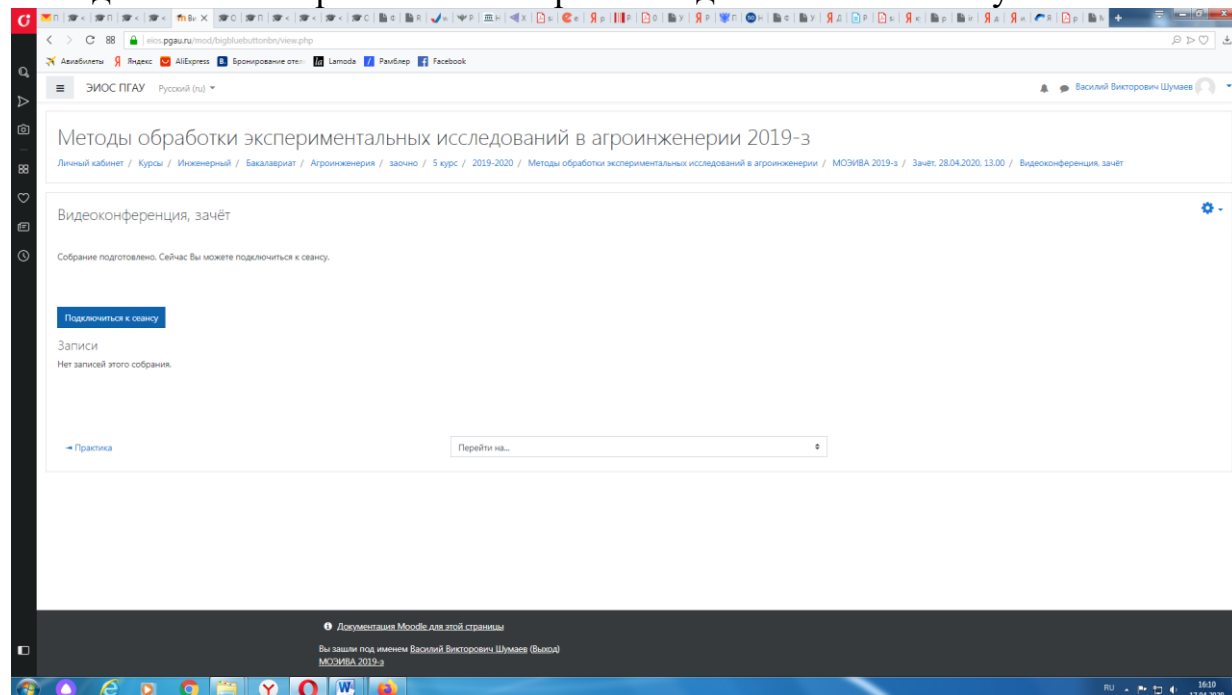 eios.pgau.ru/mod/bigbluebuttonbn/view.php
Авиабилеты Яндекс AliExpress Бронирование отел Lamoda Рамблер Facebook
ЭИОС ПГАУ Русский (ru) Василий Викторович Шумаев
Методы обработки экспериментальных исследований в агроинженерии 2019-з
Личный кабинет / Курсы / Инженерный / Бакалавриат / Агроинженерия / заочно / 5 курс / 2019-2020 / Методы обработки экспериментальных исследований в агроинженерии / МОЭИВА 2019-з / Зачёт, 28.04.2020, 13.00 / Видеоконференция, зачёт
Видеоконференция, зачёт
Собрание подготовлено. Сейчас Вы можете подключиться к сеансу.
Подключиться к сеансу
Записи
Нет записей этого собрания.
◄ Практика Перейти на...
Документация Moodle для этой страницы
Вы зашли под именем Василий Викторович Шумаев (Выход)
МОЭИВА 2019-з
RU 16:10
17.04.2020